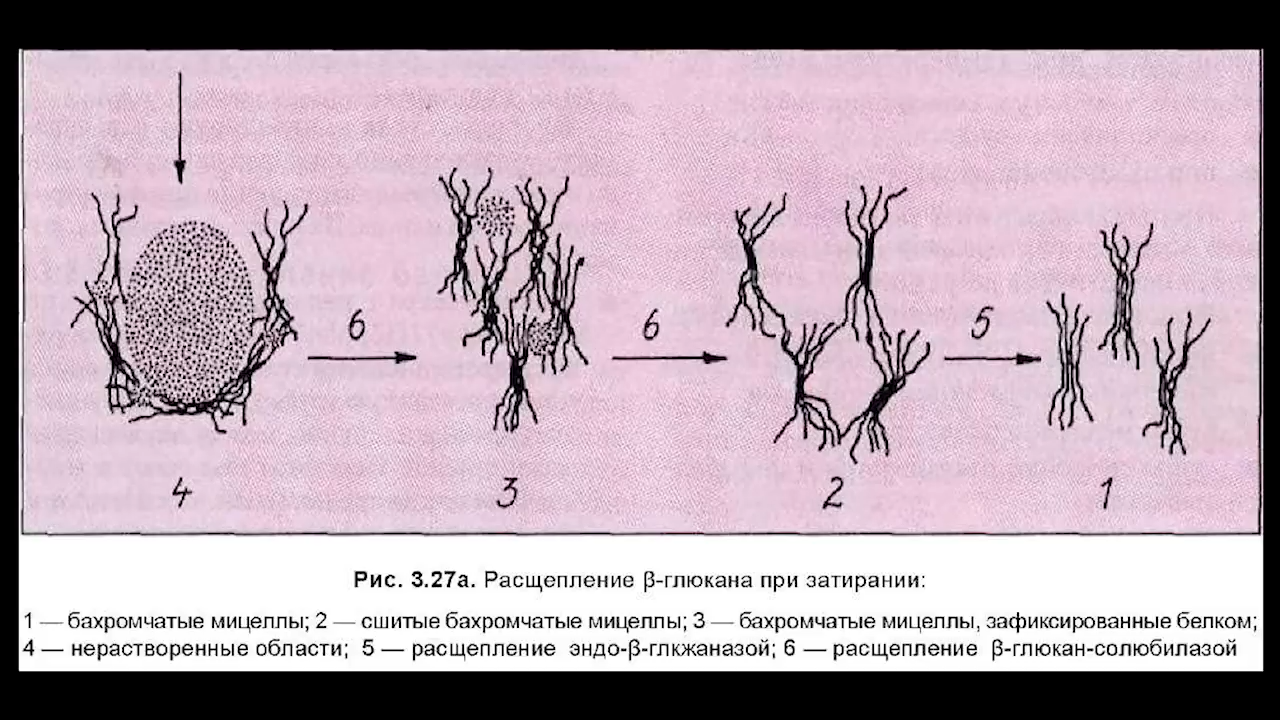 6
6
5
4
3
2
1
Рис. 3.27а. Расщепление β-глюкана при затирании:
1 — бахромчатые мицеллы; 2 — сшитые бахромчатые мицеллы; 3 — бахромчатые мицеллы, зафиксированные белком;
4 — нерастворенные области; 5 — расщепление эндо-β-глкжаназой; 6 — расщепление β-глюкан-солюбилазой